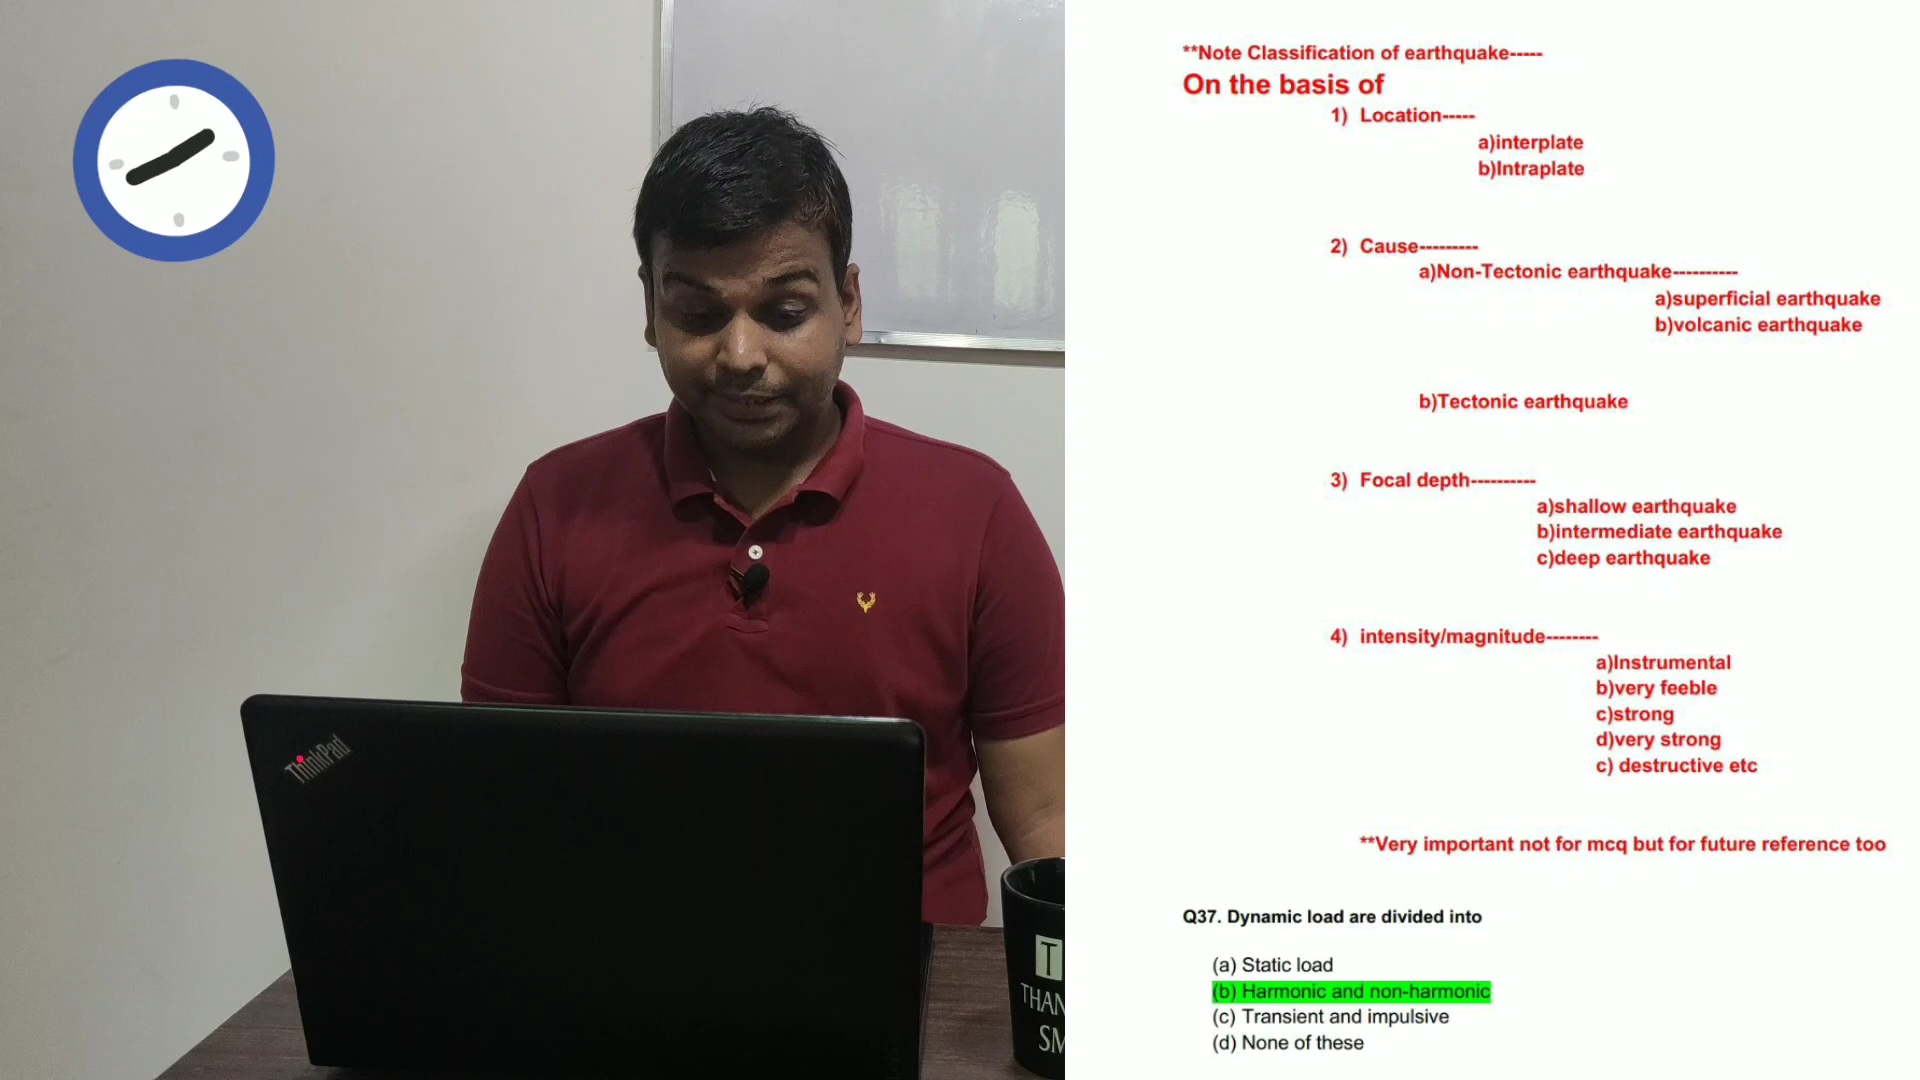 **Note Classification of earthquake-----
On the basis of
1) Location-----
a)interplate
b)Intraplate
2) Cause---------
a)Non-Tectonic earthquake----------
a)superficial earthquake
b)volcanic earthquake
b)Tectonic earthquake
3) Focal depth----------
a)shallow earthquake
b)intermediate earthquake
c)deep earthquake
4) intensity/magnitude--------
a)Instrumental
b)very feeble
c)strong
d)very strong
c) destructive etc
**Very important not for mcq but for future reference too
Q37. Dynamic load are divided into
(a) Static load
(b) Harmonic and non-harmonic
(c) Transient and impulsive
(d) None of these
ThinkPad
T
THAN
SM